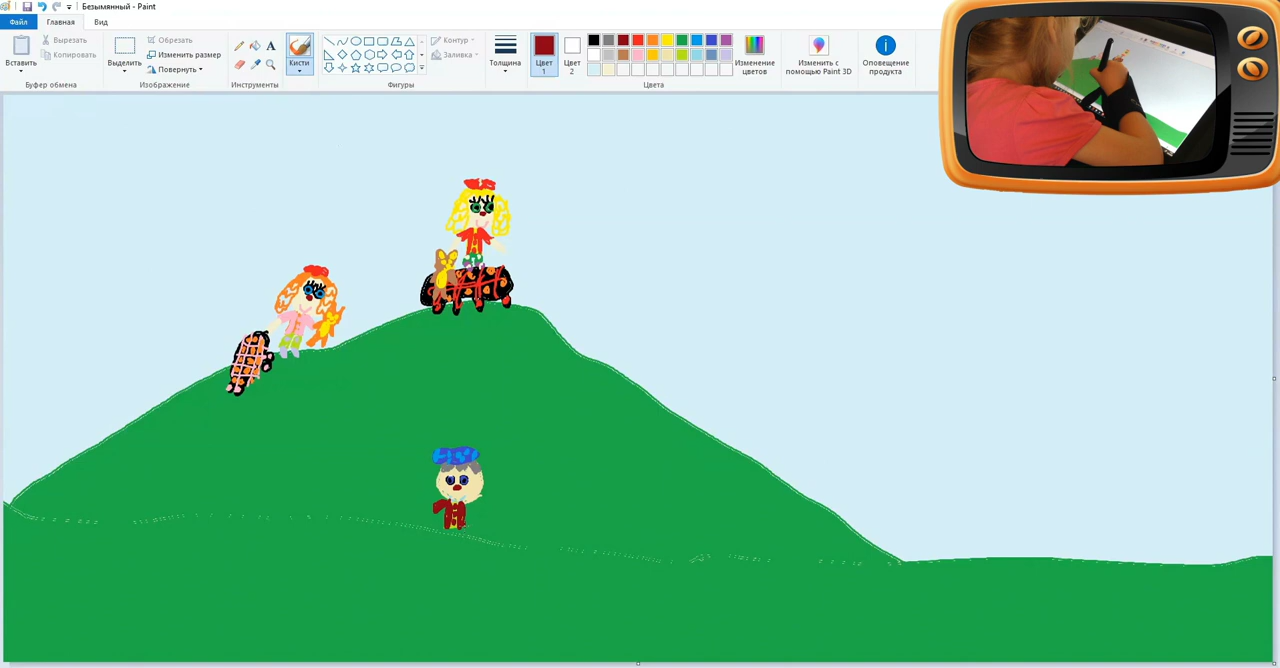 Безымянный - Paint
Файл Главная Вид
Вставить
Вырезать
Копировать
Буфер обмена
Выделить
Обрезать
Изменить размер
Повернуть
Изображение
A
Инструменты
Кисти
Контур
Заливка
Фигуры
Толщина
Цвет 1
Цвет 2
Изменение цветов
Цвета
Изменить с помощью Paint 3D
Оповещение продукта